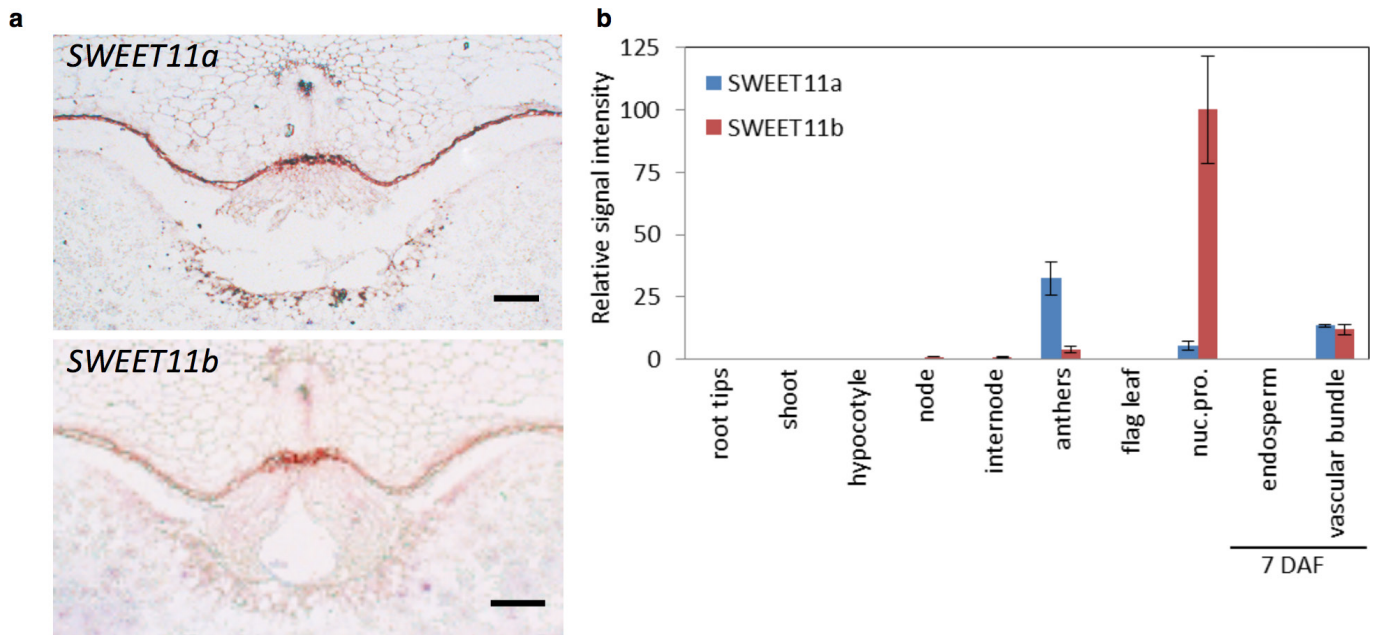 a
SWEET11a
SWEET11b
b
Relative signal intensity
125
100
75
50
25
0
SWEET11a
SWEET11b
root tips
shoot
hypocotyle
node
internode
anthers
flag leaf
nuc.pro.
endosperm
vascular bundle
7 DAF